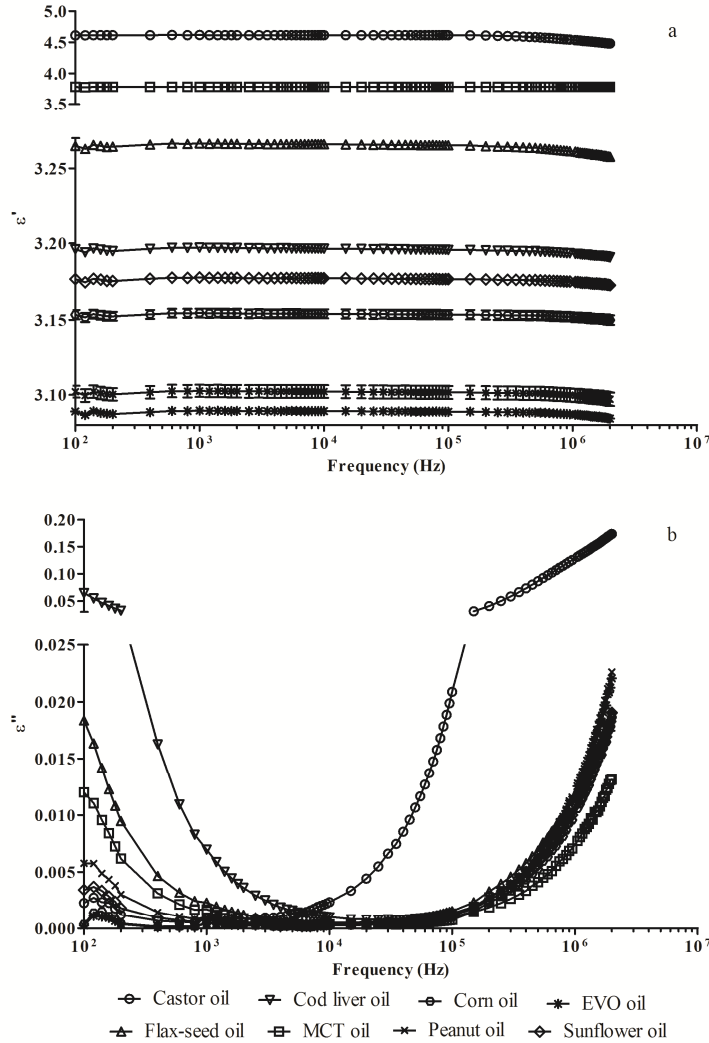 a
5.0
4.5
4.0
3.5
3.25
3.20
3.15
3.10
ε'
10² 10³ 10⁴ 10⁵ 10⁶ 10⁷
Frequency (Hz)
b
0.20
0.15
0.10
0.05
0.025
0.020
0.015
0.010
0.005
0.000
ε"
10² 10³ 10⁴ 10⁵ 10⁶ 10⁷
Frequency (Hz)
Castor oil Cod liver oil Corn oil EVO oil
Flax-seed oil MCT oil Peanut oil Sunflower oil